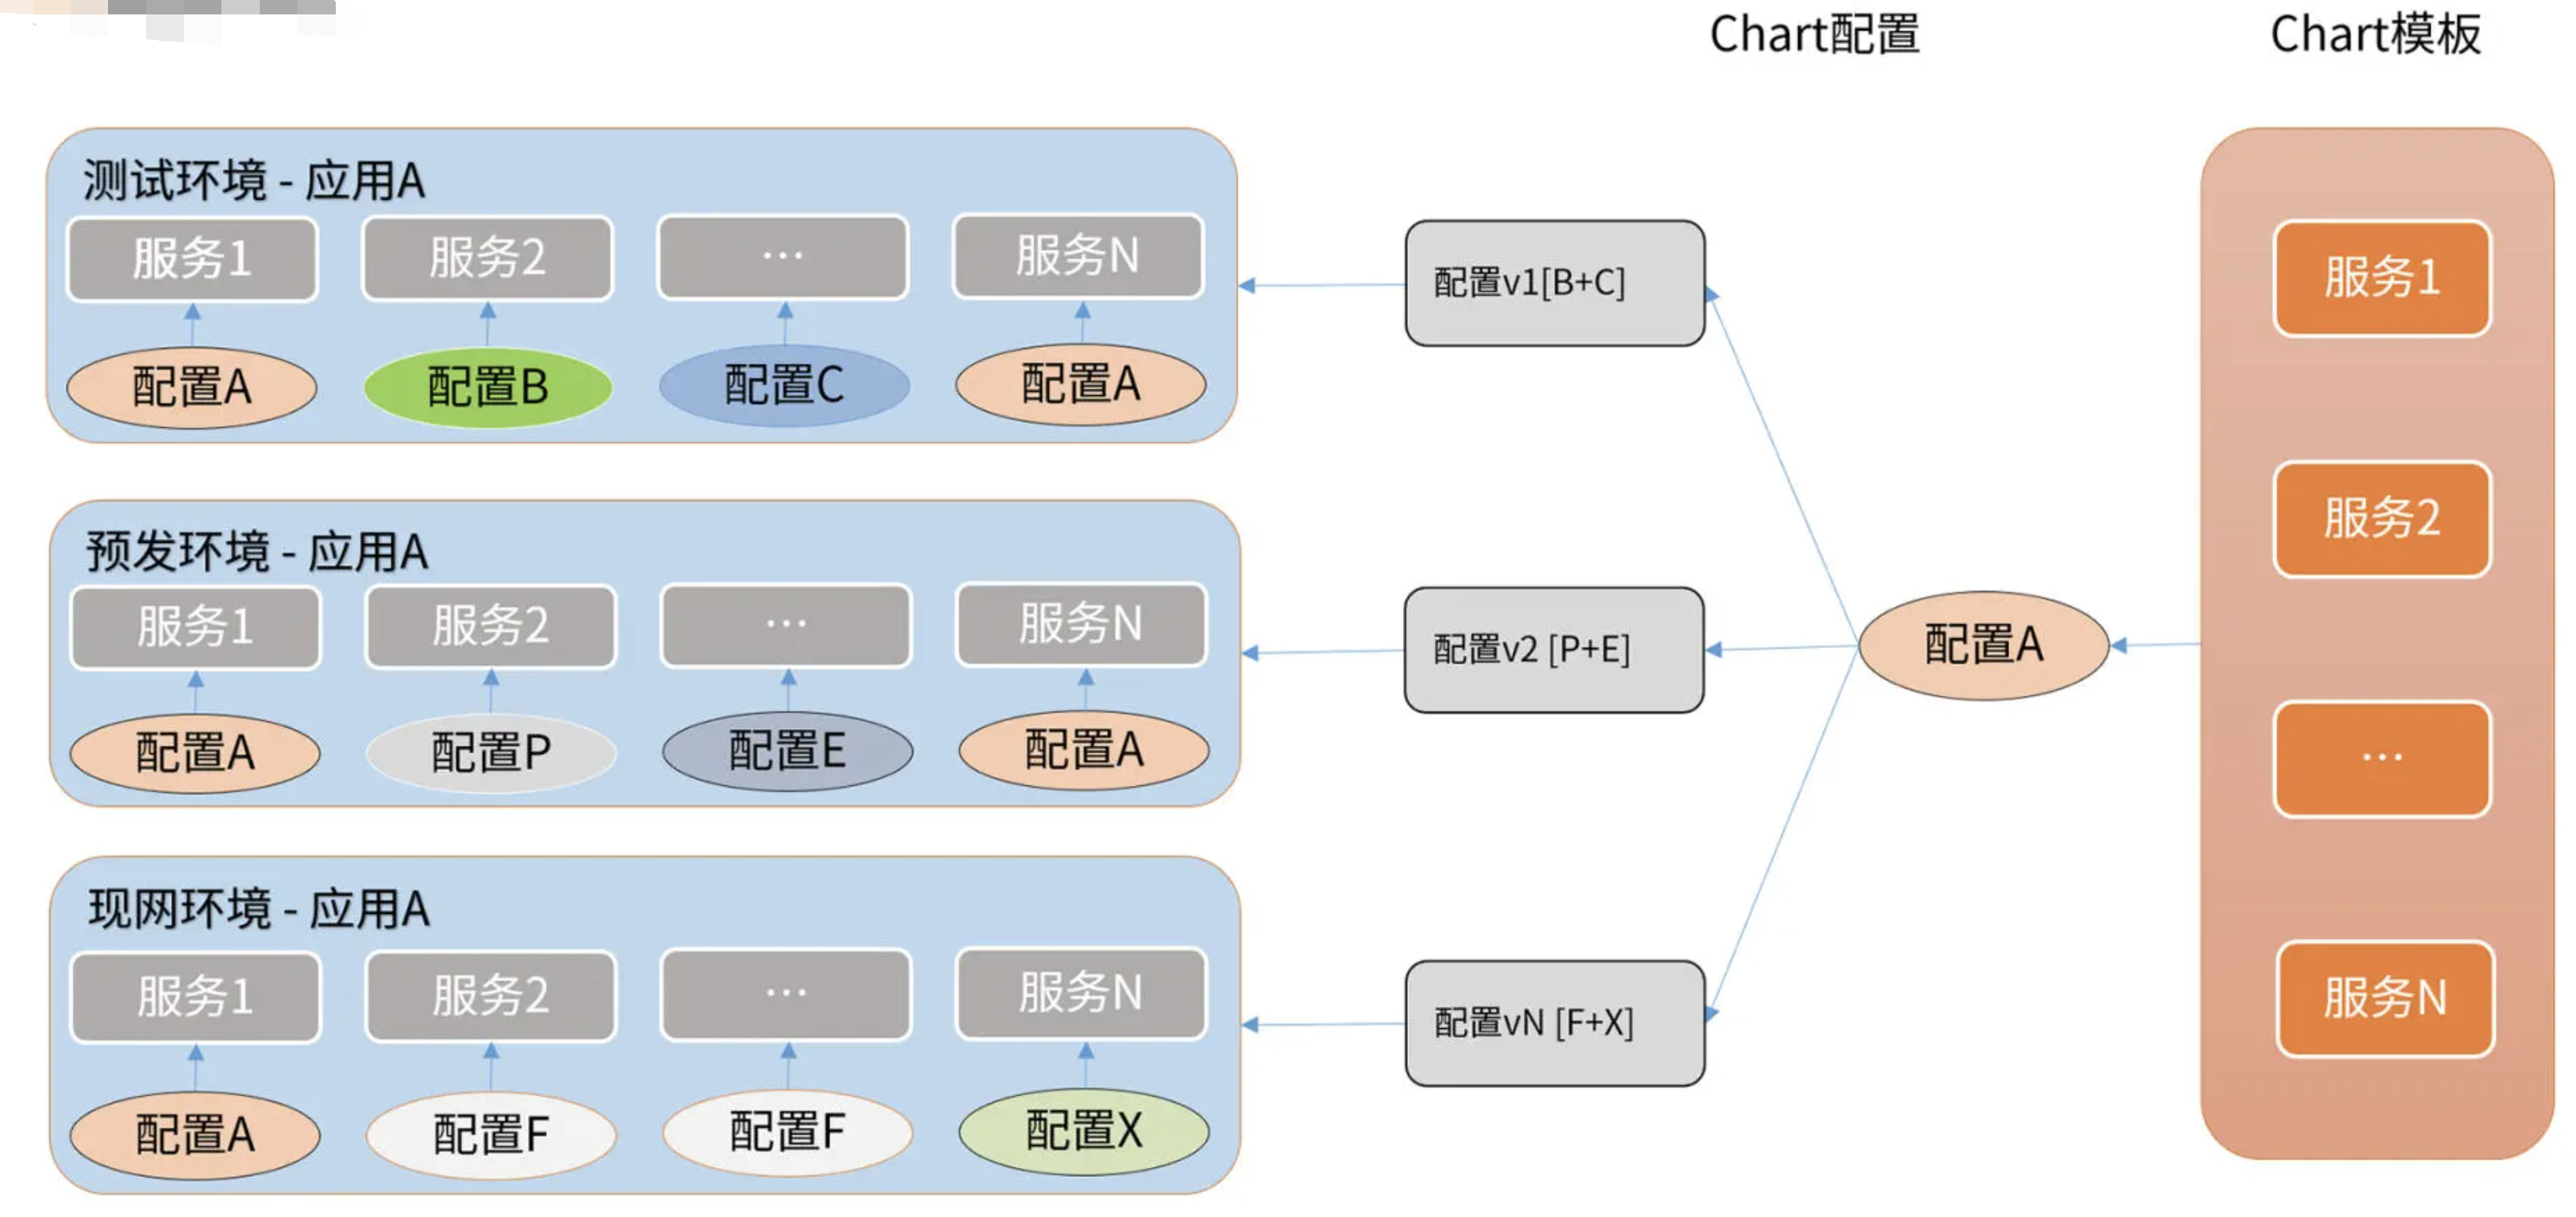 Chart配置
Chart模板
测试环境 - 应用A
服务1
服务2
...
服务N
配置A
配置B
配置C
配置A
预发环境 - 应用A
服务1
服务2
...
服务N
配置A
配置P
配置E
配置A
现网环境 - 应用A
服务1
服务2
...
服务N
配置A
配置F
配置F
配置X
配置v1[B+C]
配置v2 [P+E]
配置vN [F+X]
配置A
服务1
服务2
...
服务N